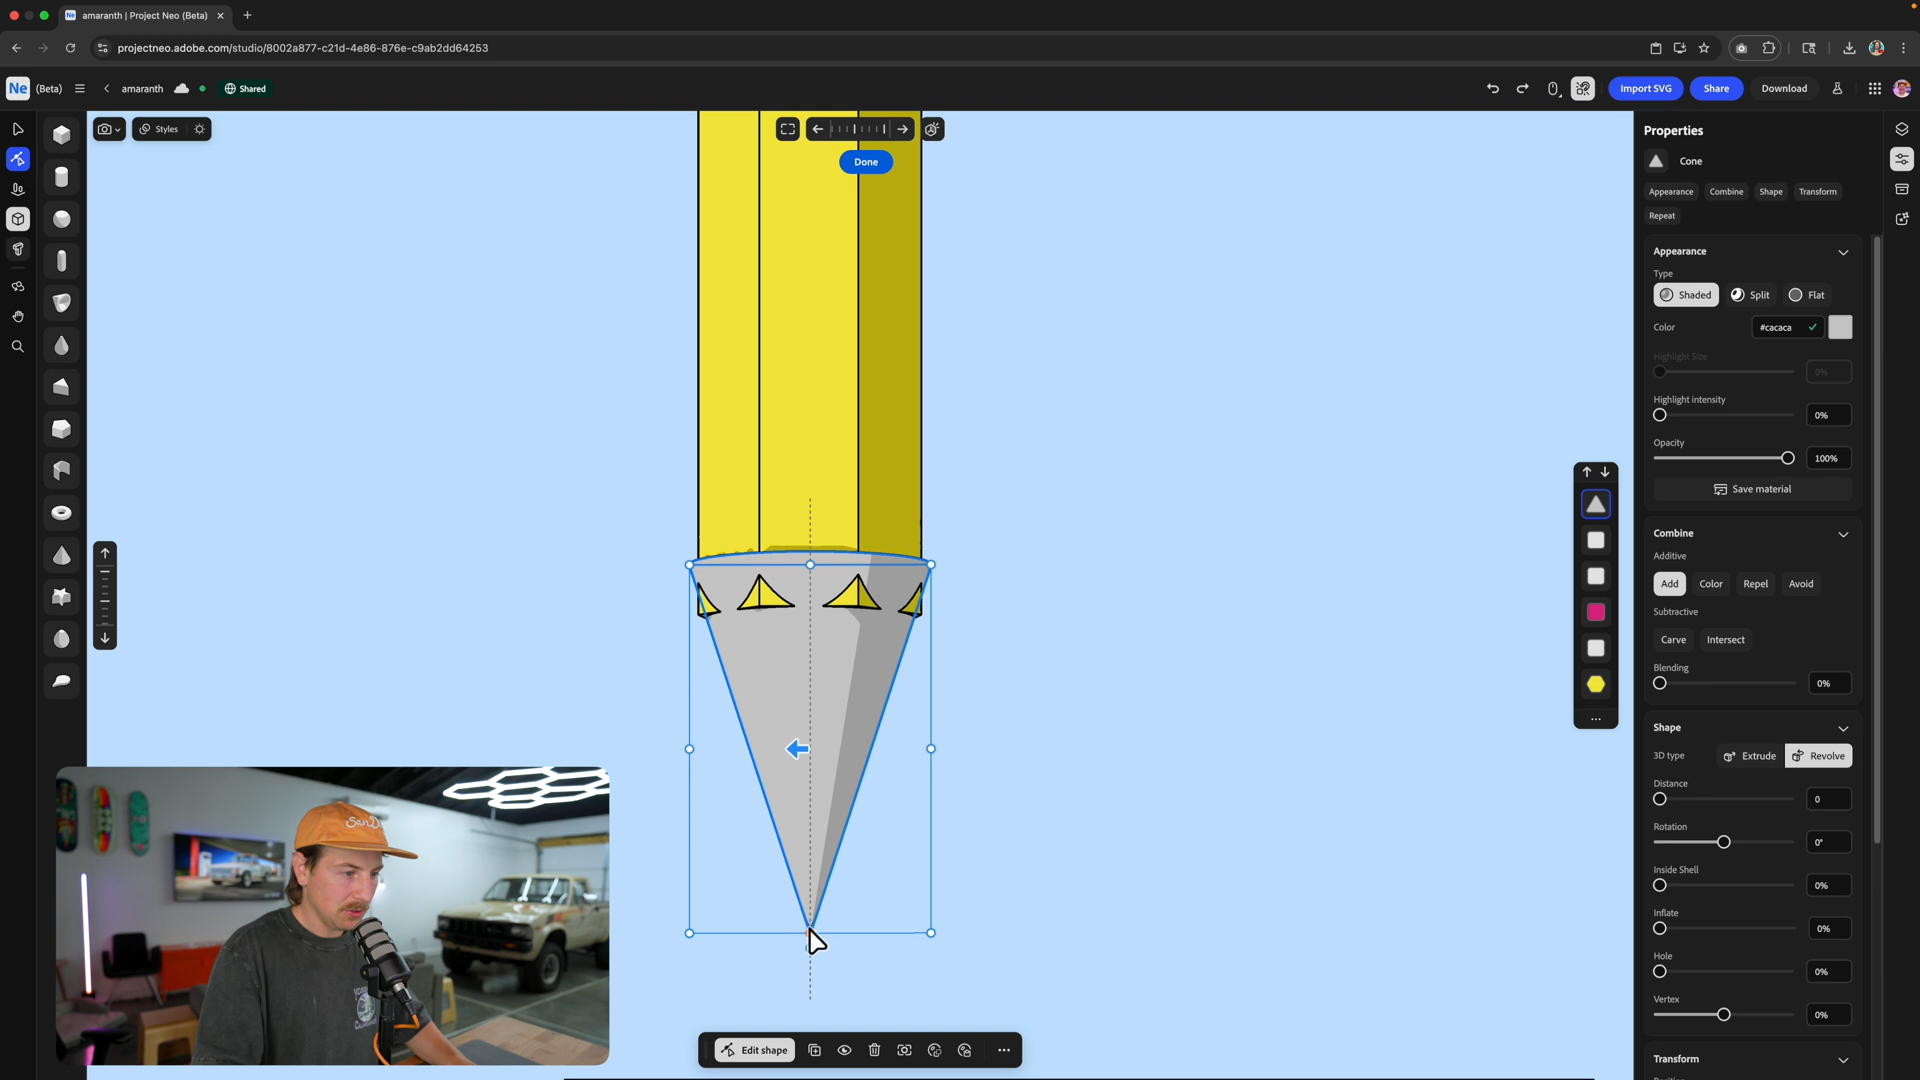 Ne amaranth | Project Neo (Beta)
projectneo.adobe.com/studio/8002a877-c21d-4e86-876e-c9ab2dd64253
Ne (Beta) amaranth Shared
Import SVG Share Download
Styles
Done
Properties
Cone
Appearance Combine Shape Transform
Repeat
Appearance
Type
Shaded Split Flat
Color #cacaca
Highlight Size 0%
Highlight intensity
0%
Opacity
100%
Save material
Combine
Additive
Add Color Repel Avoid
Subtractive
Carve Intersect
Blending
0%
Shape
3D type Extrude Revolve
Distance
0
Rotation
0°
Inside Shell
0%
Inflate
0%
Hole
0%
Vertex
0%
Transform
Edit shape